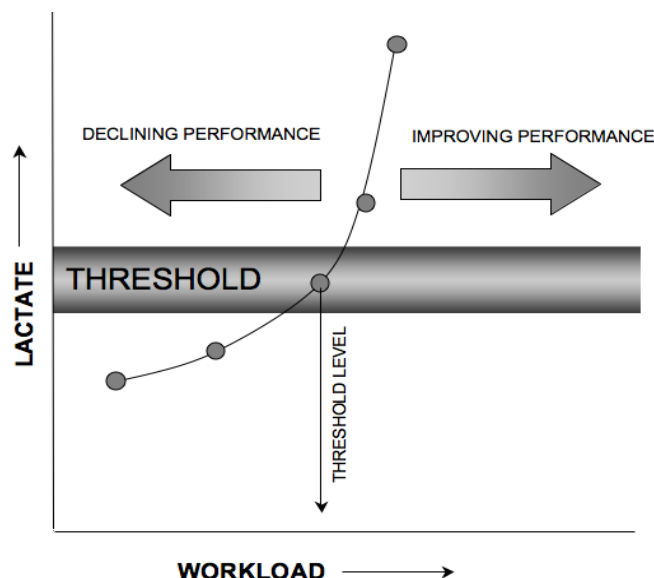 DECLINING PERFORMANCE
IMPROVING PERFORMANCE
THRESHOLD
LACTATE
THRESHOLD LEVEL
WORKLOAD